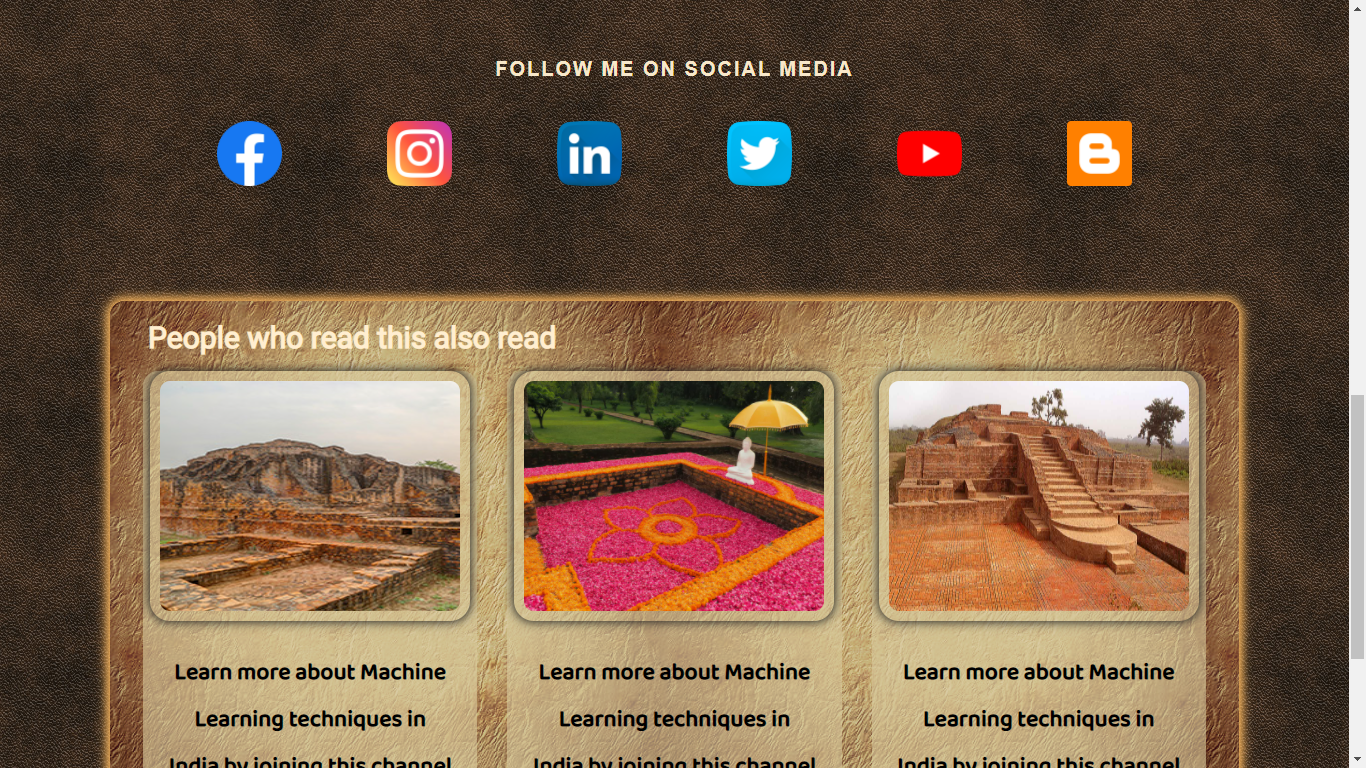 FOLLOW ME ON SOCIAL MEDIA
in
People who read this also read
Learn more about Machine
Learning techniques in
India by joining this channel
Learn more about Machine
Learning techniques in
India by joining this channel
Learn more about Machine
Learning techniques in
India by joining this channel